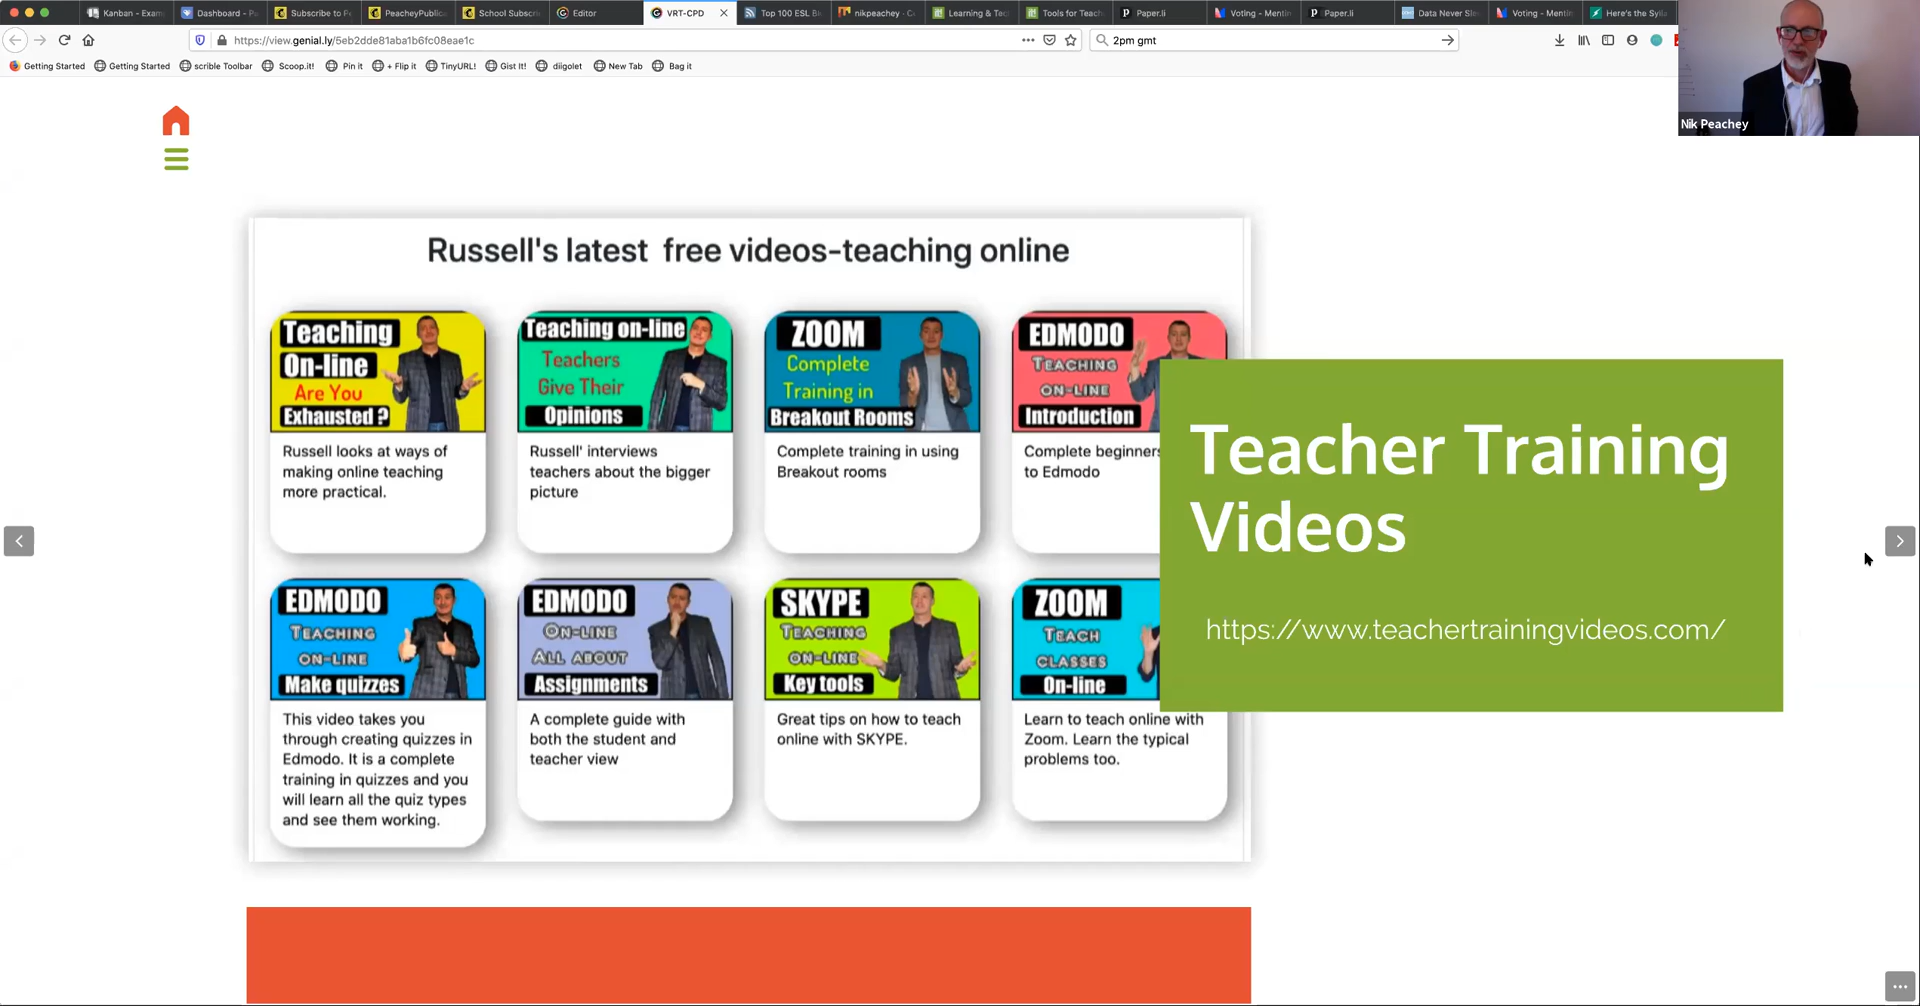 Kanban - Exam
Dashboard - P
Subscribe to P
PeacheyPublic
School Subscri
Editor
VRT-CPD
Top 100 ESL Bl
nikpeachey - C
Learning & Tec
Tools for Teach
Paper.li
Voting - Mentin
Paper.li
Data Never Sle
Voting - Mentin
Here's the Sylla
https://view.genial.ly/5eb2dde81aba1b6fc08eae1c
2pm gmt
Getting Started
Getting Started
scrible Toolbar
Scoop.it!
Pin it
+ Flip it
TinyURL!
Gist It!
diigolet
New Tab
Bag it
Nik Peachey
Russell's latest free videos-teaching online
Teaching
On-line
Are You
Exhausted ?
Russell looks at ways of
making online teaching
more practical.
Teaching on-line
Teachers
Give Their
Opinions
Russell' interviews
teachers about the bigger
picture
ZOOM
Complete
Training in
Breakout Rooms
Complete training in using
Breakout rooms
EDMODO
TEACHING
ON-LINE
Introduction
Complete beginners
to Edmodo
EDMODO
TEACHING
ON-LINE
Make quizzes
This video takes you
through creating quizzes in
Edmodo. It is a complete
training in quizzes and you
will learn all the quiz types
and see them working.
EDMODO
ON-LINE
ALL ABOUT
Assignments
A complete guide with
both the student and
teacher view
SKYPE
TEACHING
ON-LINE
Key tools
Great tips on how to teach
online with SKYPE.
ZOOM
TEACH
CLASSES
On-line
Learn to teach online with
Zoom. Learn the typical
problems too.
Teacher Training
Videos
https://www.teachertrainingvideos.com/